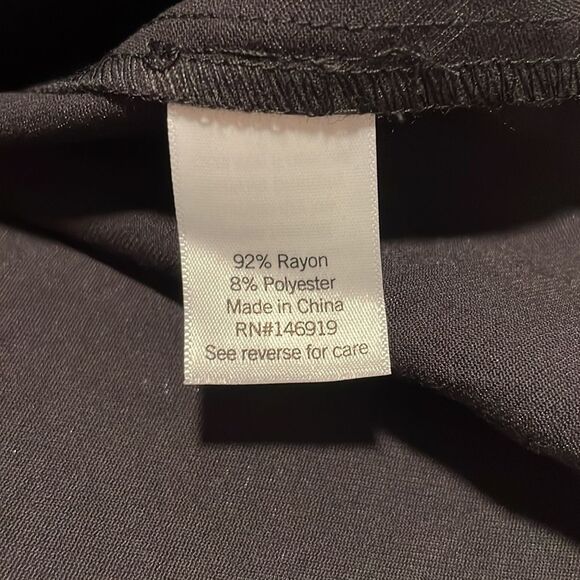 92% Rayon
8% Polyester
Made in China
RN#146919
See reverse for care